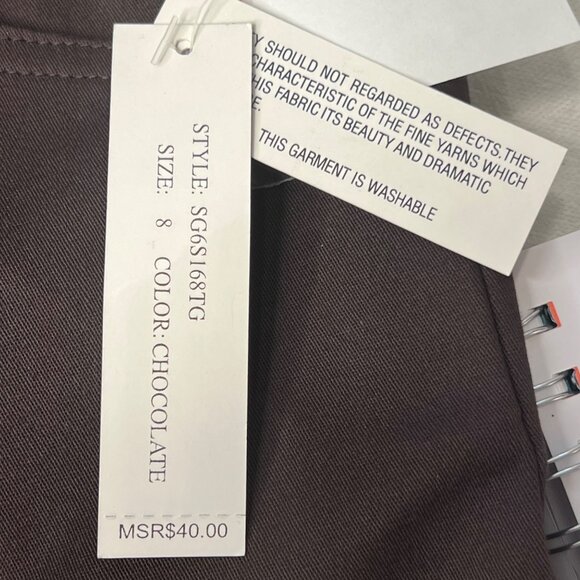 STYLE: SG6S168TG
SIZE: 8 COLOR: CHOCOLATE
MSR$40.00
SHOULD NOT REGARDED AS DEFECTS. THEY
CHARACTERISTIC OF THE FINE YARNS WHICH
THIS FABRIC ITS BEAUTY AND DRAMATIC
THIS GARMENT IS WASHABLE